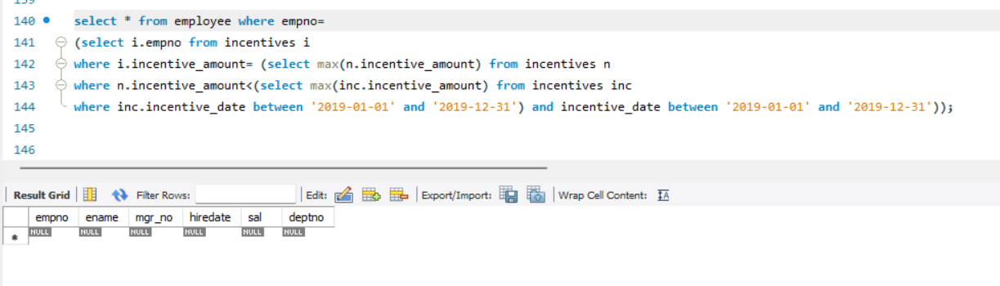 139
140 select * from employee where empno=
141 (select i.empno from incentives i
142 where i.incentive_amount= (select max(n.incentive_amount) from incentives n
143 where n.incentive_amount<(select max(inc.incentive_amount) from incentives inc
144 where inc.incentive_date between '2019-01-01' and '2019-12-31') and incentive_date between '2019-01-01' and '2019-12-31'));
145
146
Result Grid Filter Rows: Edit: Export/Import: Wrap Cell Content: IA
empno ename mgr_no hiredate sal deptno
* NULL NULL NULL NULL NULL NULL